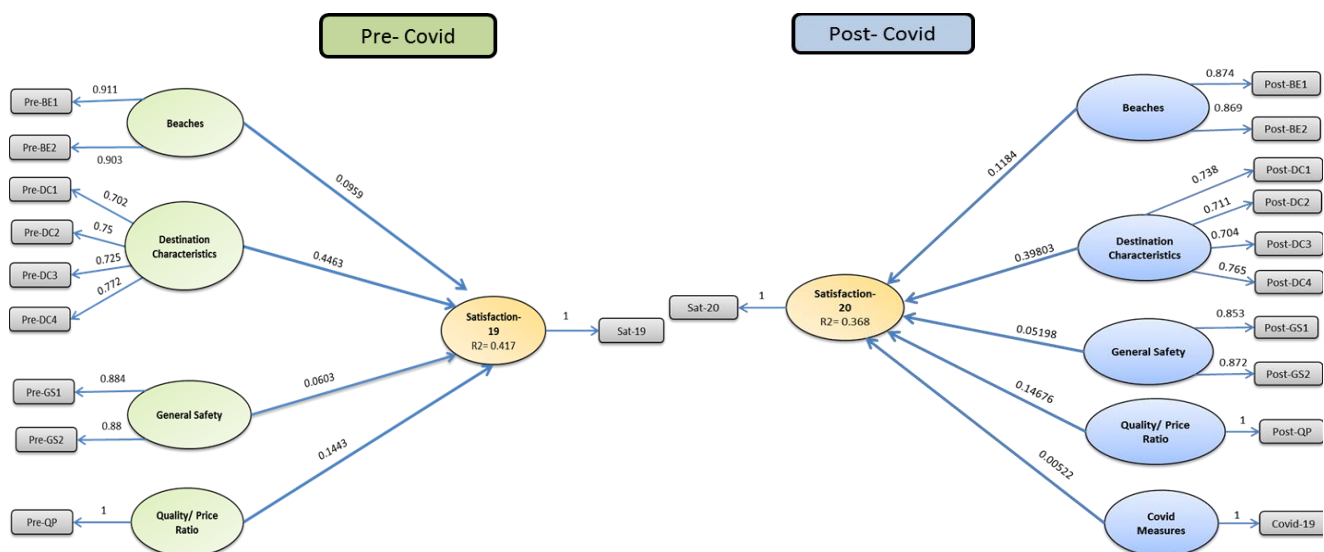 Pre- Covid
Pre-BE1
0.911
Beaches
Pre-BE2
0.903
0.0959
Pre-DC1
0.702
Pre-DC2
0.75
Destination
Characteristics
Pre-DC3
0.725
Pre-DC4
0.772
0.4463
Satisfaction-
19
R2= 0.417
1
Sat-19
Pre-GS1
0.884
General Safety
Pre-GS2
0.88
0.0603
Pre-QP
1
Quality/ Price
Ratio
0.1443
Post- Covid
0.874
Post-BE1
Beaches
0.869
Post-BE2
0.1184
0.738
Post-DC1
0.711
Post-DC2
Destination
Characteristics
0.704
Post-DC3
0.765
Post-DC4
0.39803
Sat-20
1
Satisfaction-
20
R2= 0.368
0.05198
0.853
Post-GS1
General Safety
0.872
Post-GS2
0.14676
Quality/ Price
Ratio
1
Post-QP
0.00522
Covid
Measures
1
Covid-19